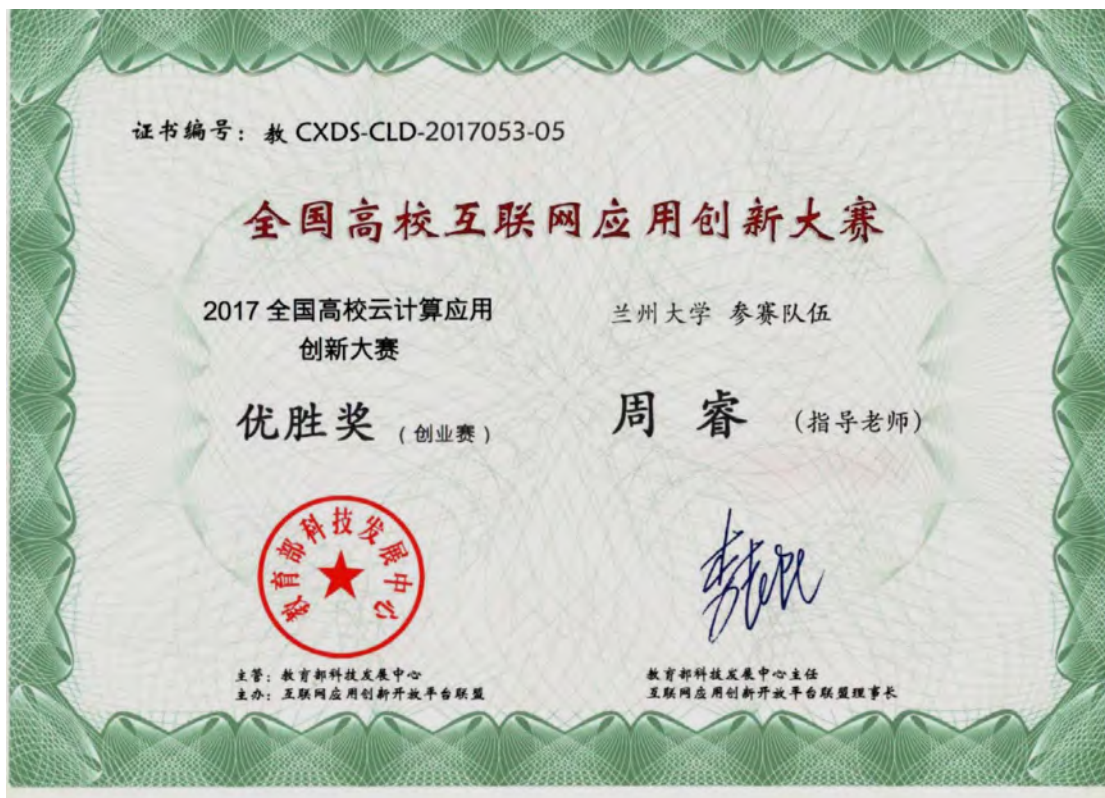 证书编号：教 CXDS-CLD-2017053-05
全国高校互联网应用创新大赛
2017 全国高校云计算应用
创新大赛
兰州大学 参赛队伍
优胜奖（创业赛）
周 睿 （指导老师）
教育部科技发展中心
主管：教育部科技发展中心
主办：互联网应用创新开放平台联盟
教育部科技发展中心主任
互联网应用创新开放平台联盟理事长